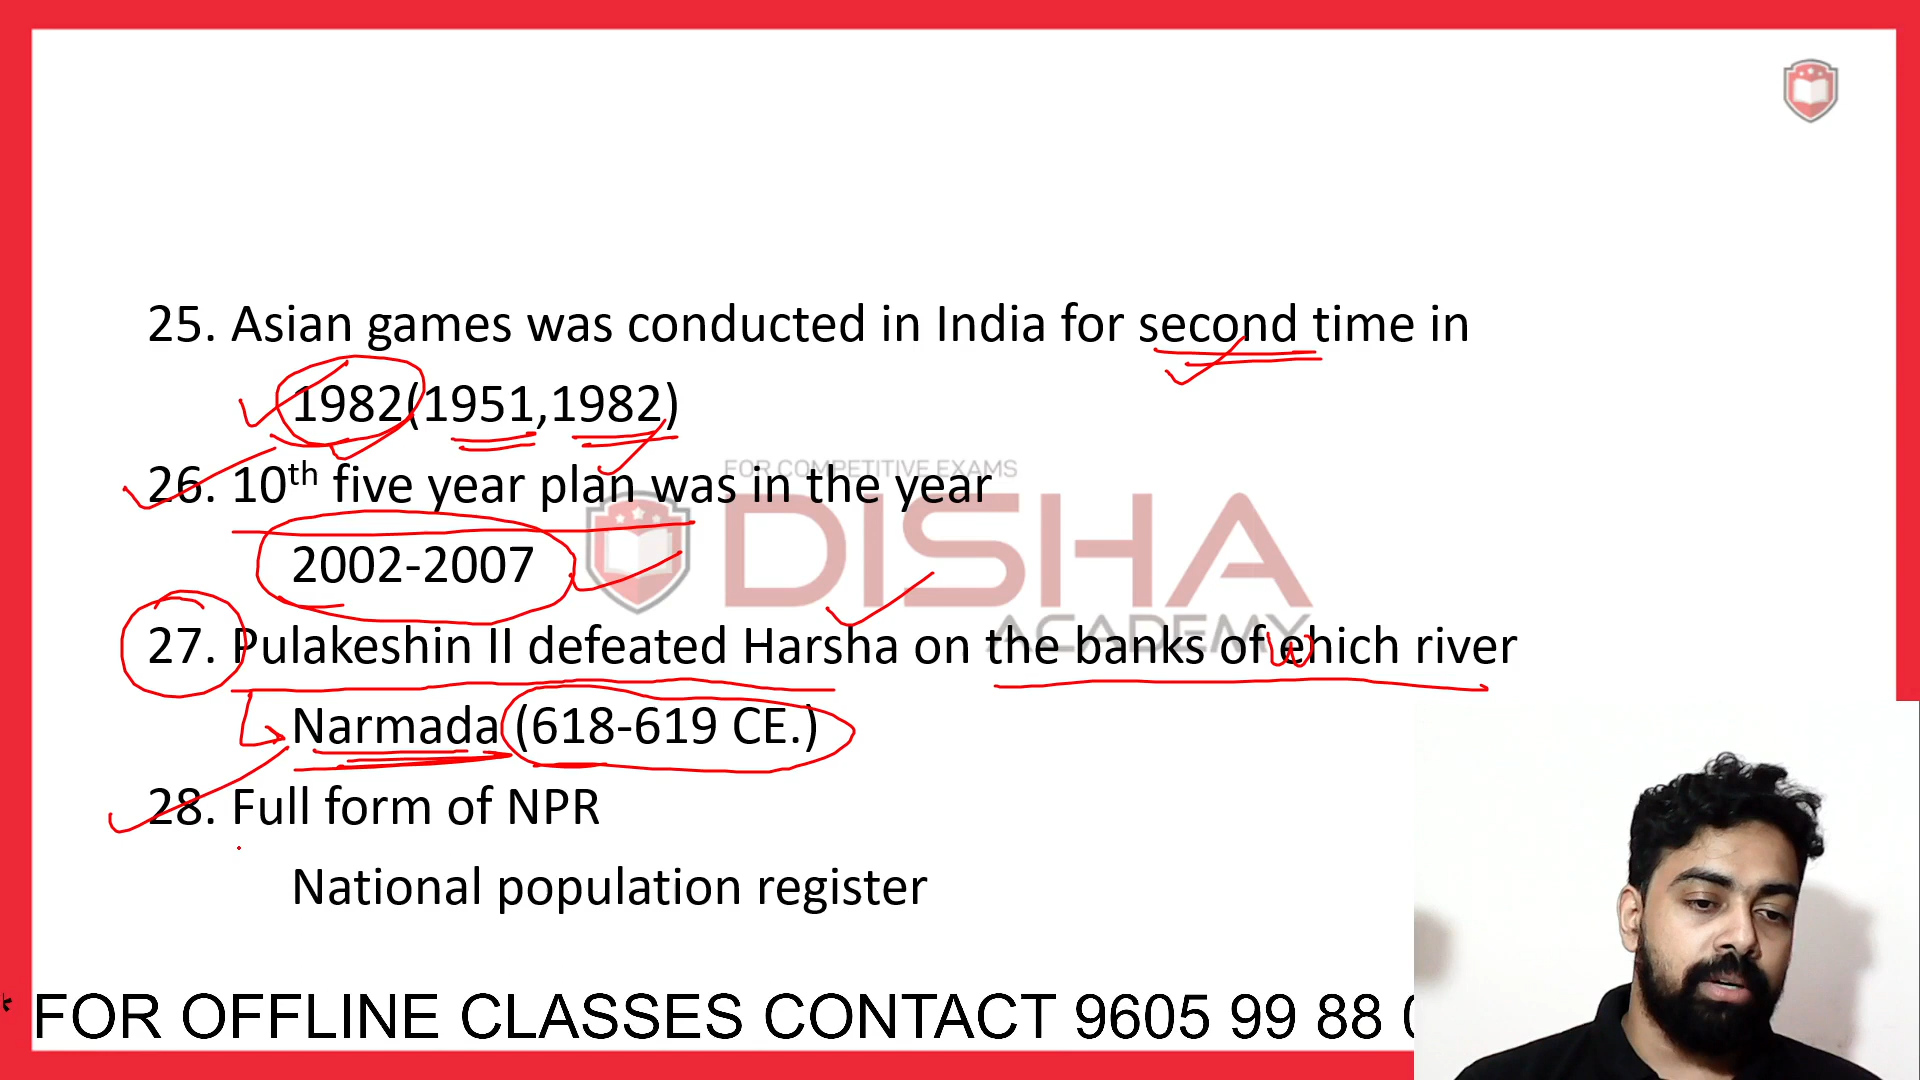 25. Asian games was conducted in India for second time in
1982(1951,1982)
26. 10th five year plan was in the year
FOR COMPETITIVE EXAMS
DISHA
ACADEMY
2002-2007
27. Pulakeshin II defeated Harsha on the banks of ehich river
w
Narmada (618-619 CE.)
28. Full form of NPR
National population register
* FOR OFFLINE CLASSES CONTACT 9605 99 88